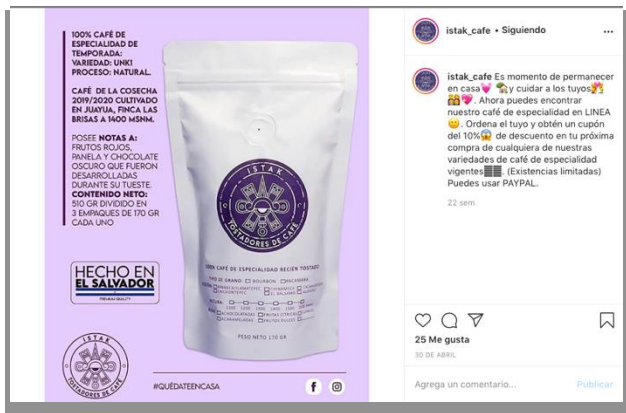 100% CAFÉ DE
ESPECIALIDAD DE
TEMPORADA:
VARIEDAD: UNKI
PROCESO: NATURAL.
CAFÉ DE LA COSECHA
2019/2020 CULTIVADO
EN JUAYUA, FINCA LAS
BRISAS A 1400 MSNM.
POSEE NOTAS A:
FRUTOS ROJOS,
PANELA Y CHOCOLATE
OSCURO QUE FUERON
DESARROLLADAS
DURANTE SU TUESTE.
CONTENIDO NETO:
510 GR DIVIDIDO EN
3 EMPAQUES DE 170 GR
CADA UNO
HECHO EN
EL SALVADOR
PREMIUM QUALITY
ISTAK
TOSTADORES DE CAFÉ
#QUÉDATEENCASA
ISTAK
TOSTADORES DE CAFÉ
100% CAFÉ DE ESPECIALIDAD RECIÉN TOSTADO
TIPO DE GRANO: BOURBON PACAMARA
PESO NETO 170 GR
istak_cafe • Siguiendo
istak_cafe Es momento de permanecer
en casa y cuidar a los tuyos
. Ahora puedes encontrar
nuestro café de especialidad en LINEA
. Ordena el tuyo y obtén un cupón
del 10% de descuento en tu próxima
compra de cualquiera de nuestras
variedades de café de especialidad
vigentes. (Existencias limitadas)
Puedes usar PAYPAL.
22 sem
25 Me gusta
30 DE ABRIL
Agrega un comentario...
Publicar